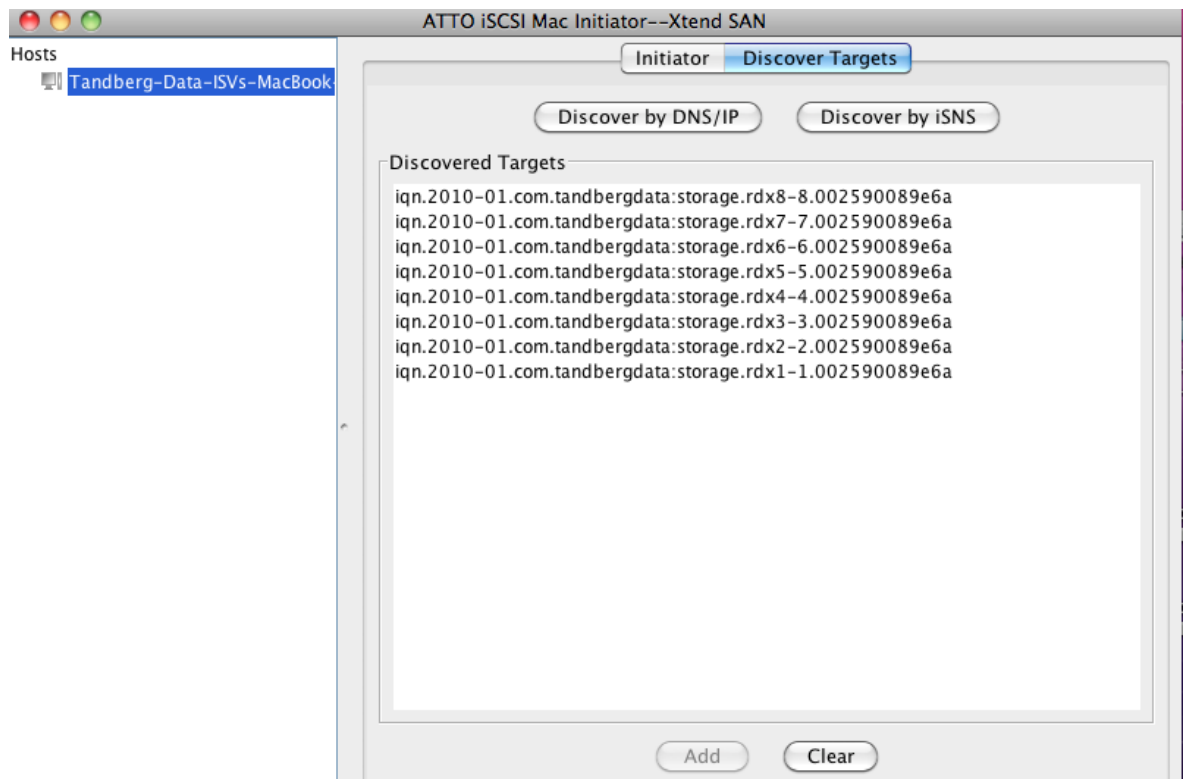 ATTO iSCSI Mac Initiator--Xtend SAN
Hosts
Tandberg-Data-ISVs-MacBook-
Initiator
Discover Targets
Discover by DNS/IP
Discover by iSNS
Discovered Targets
iqn.2010-01.com.tandbergdata:storage.rdx8-8.002590089e6a
iqn.2010-01.com.tandbergdata:storage.rdx7-7.002590089e6a
iqn.2010-01.com.tandbergdata:storage.rdx6-6.002590089e6a
iqn.2010-01.com.tandbergdata:storage.rdx5-5.002590089e6a
iqn.2010-01.com.tandbergdata:storage.rdx4-4.002590089e6a
iqn.2010-01.com.tandbergdata:storage.rdx3-3.002590089e6a
iqn.2010-01.com.tandbergdata:storage.rdx2-2.002590089e6a
iqn.2010-01.com.tandbergdata:storage.rdx1-1.002590089e6a
Add
Clear